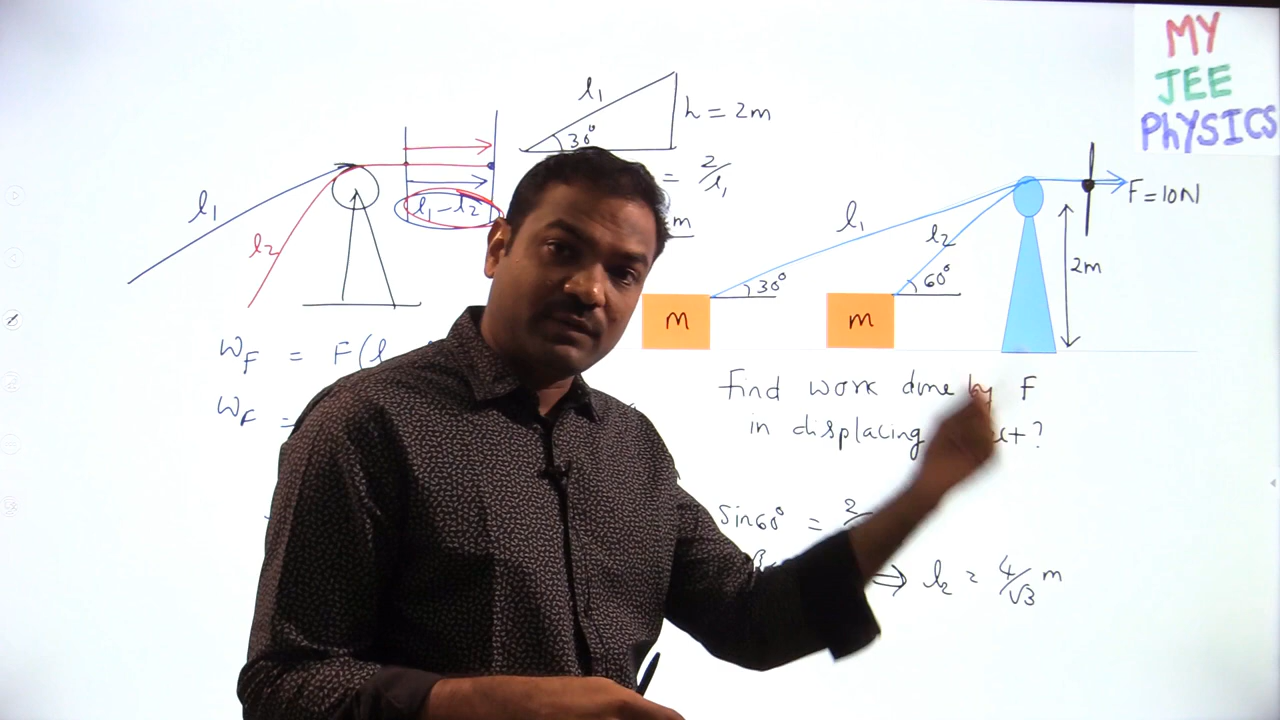 MY
JEE
PHYSICS
l₁
30°
h = 2m
= 2/l₁
m
l₁
l₂
l₁-l₂
W_F = F(l
W_F =
l₁
l₂
F=10N
2m
30°
60°
m
m
Find work done by F
in displacing
Sin60° = 2/
⇒ l₂ = 4/√3 m